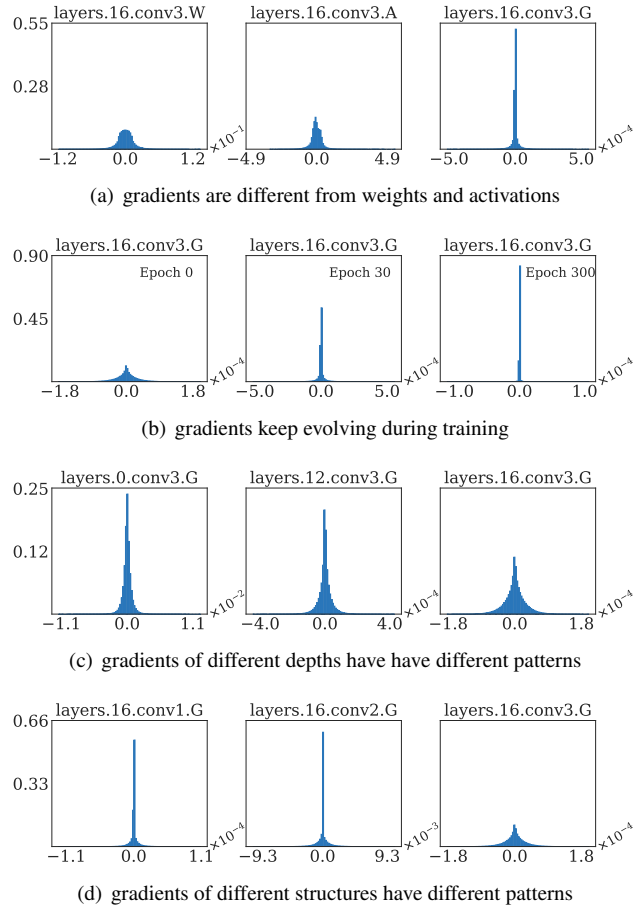 layers.16.conv3.W layers.16.conv3.A layers.16.conv3.G
0.55
0.28
×10⁻¹ ×10⁻⁴
−1.2 0.0 1.2 −4.9 0.0 4.9 −5.0 0.0 5.0
(a) gradients are different from weights and activations
layers.16.conv3.G layers.16.conv3.G layers.16.conv3.G
0.90
Epoch 0 Epoch 30 Epoch 300
0.45
×10⁻⁴ ×10⁻⁴ ×10⁻⁴
−1.8 0.0 1.8 −5.0 0.0 5.0 −1.0 0.0 1.0
(b) gradients keep evolving during training
layers.0.conv3.G layers.12.conv3.G layers.16.conv3.G
0.25
0.12
×10⁻² ×10⁻⁴ ×10⁻⁴
−1.1 0.0 1.1 −4.0 0.0 4.0 −1.8 0.0 1.8
(c) gradients of different depths have have different patterns
layers.16.conv1.G layers.16.conv2.G layers.16.conv3.G
0.66
0.33
×10⁻⁴ ×10⁻³ ×10⁻⁴
−1.1 0.0 1.1 −9.3 0.0 9.3 −1.8 0.0 1.8
(d) gradients of different structures have different patterns